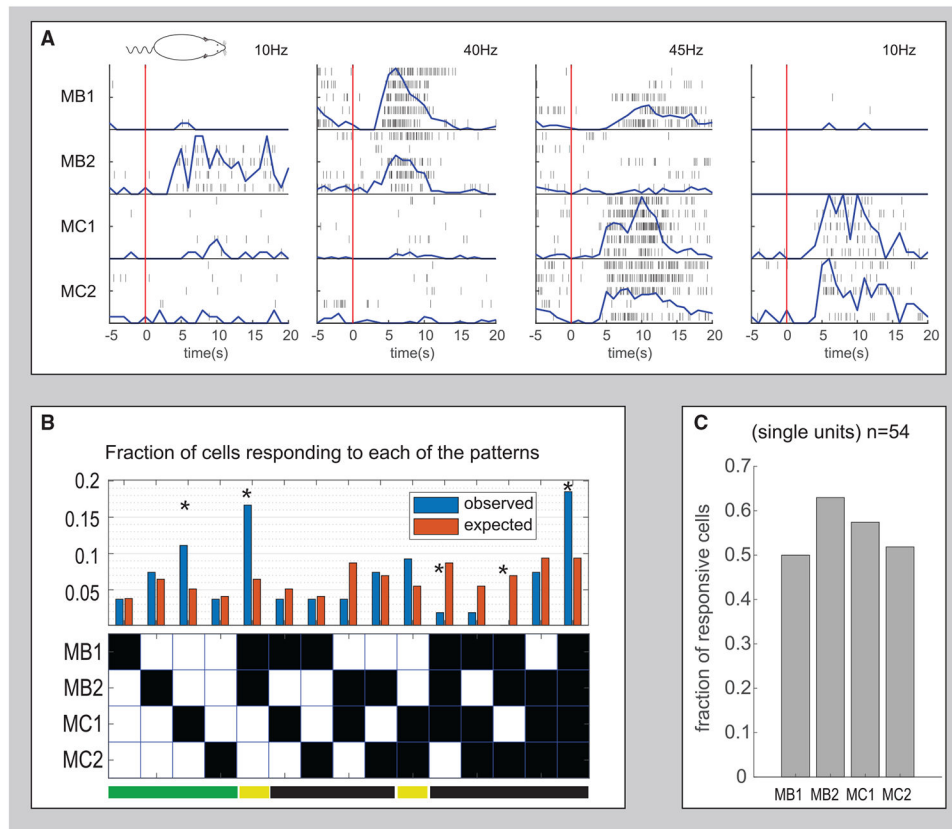 A
10Hz 40Hz 45Hz 10Hz
MB1
MB2
MC1
MC2
-5 0 5 10 15 20 -5 0 5 10 15 20 -5 0 5 10 15 20 -5 0 5 10 15 20
time(s) time(s) time(s) time(s)
B
Fraction of cells responding to each of the patterns
0.2
0.15
0.1
0.05
* * * * *
observed
expected
MB1
MB2
MC1
MC2
C
(single units) n=54
fraction of responsive cells
0.7
0.6
0.5
0.4
0.3
0.2
0.1
0
MB1 MB2 MC1 MC2